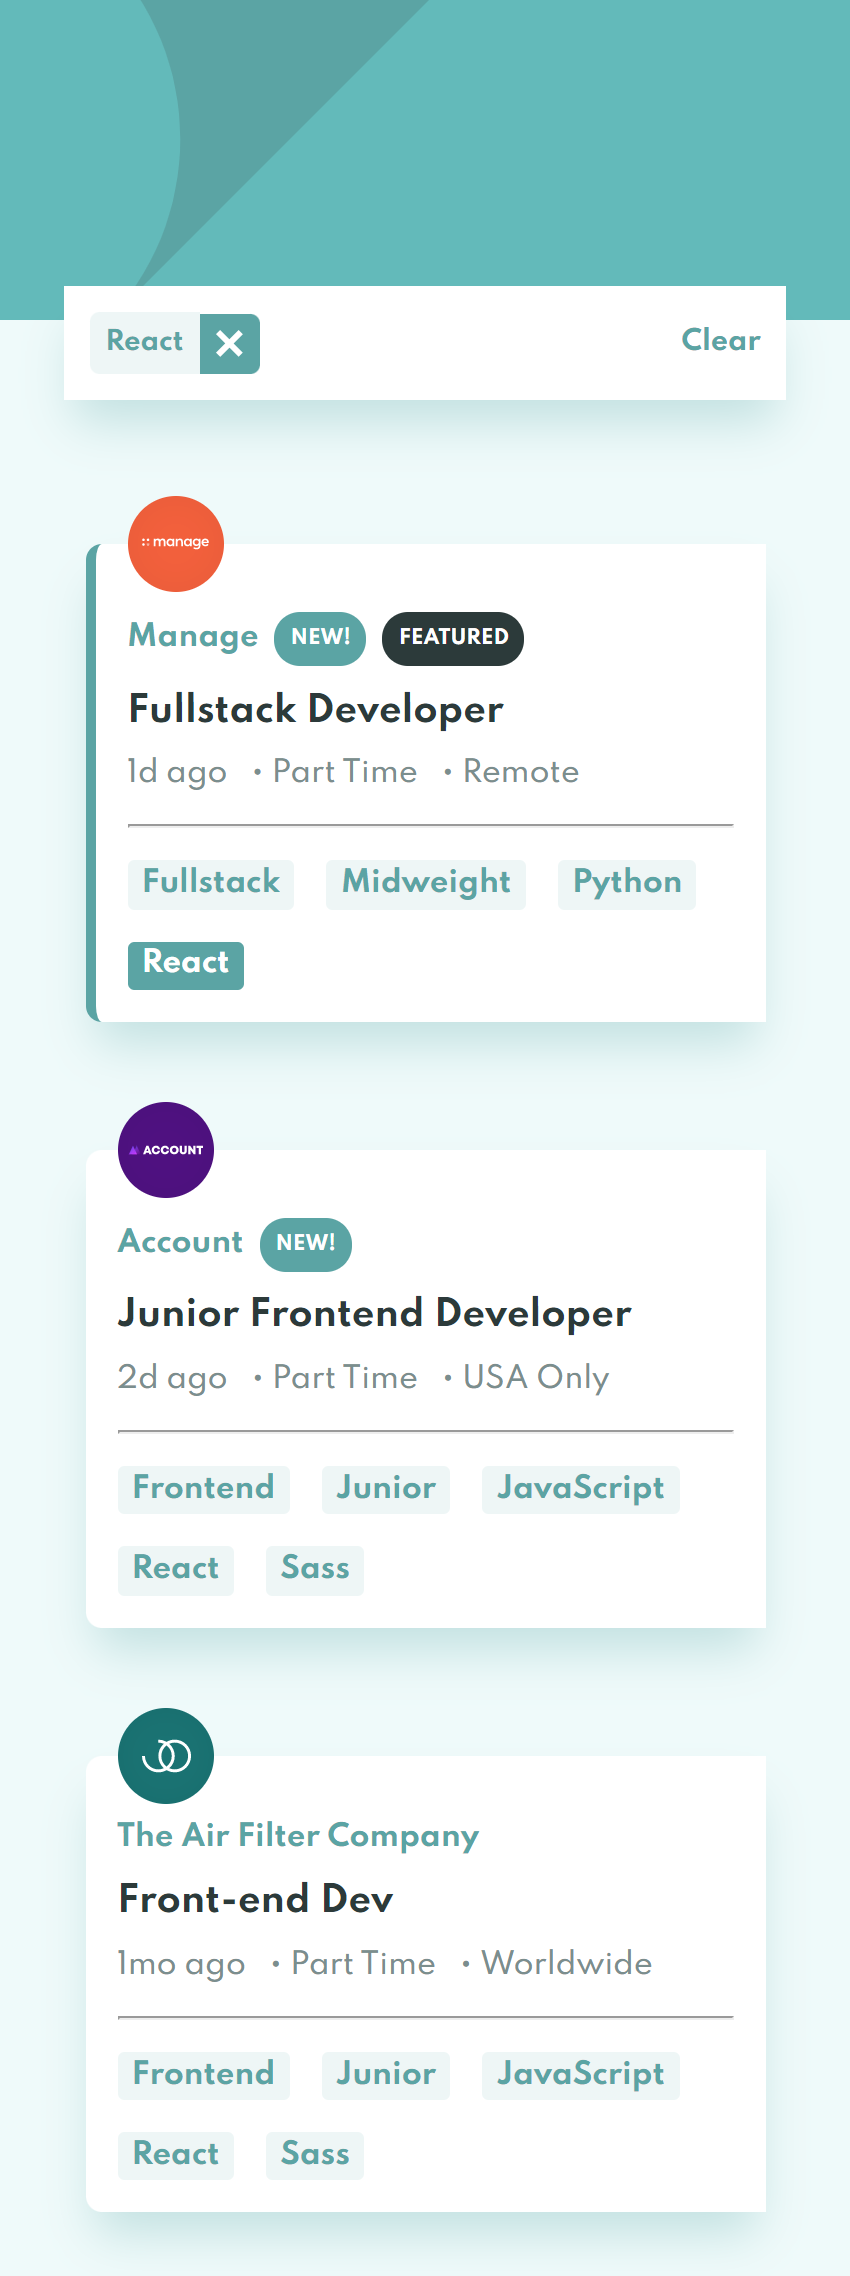 React
Clear
manage
Manage NEW! FEATURED
Fullstack Developer
1d ago • Part Time • Remote
Fullstack Midweight Python
React
ACCOUNT
Account NEW!
Junior Frontend Developer
2d ago • Part Time • USA Only
Frontend Junior JavaScript
React Sass
The Air Filter Company
Front-end Dev
1mo ago • Part Time • Worldwide
Frontend Junior JavaScript
React Sass